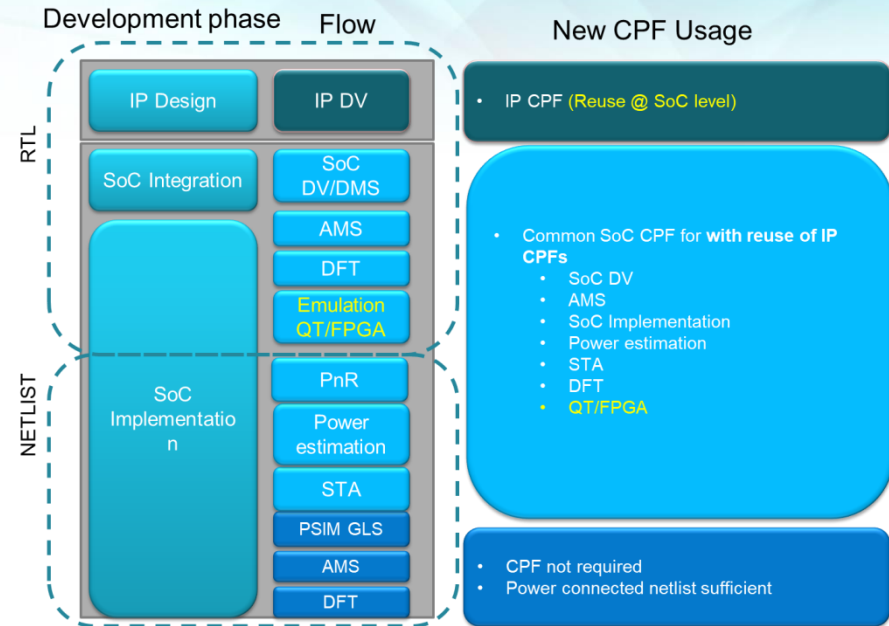 Development phase
Flow
New CPF Usage
RTL
IP Design
IP DV
• IP CPF (Reuse @ SoC level)
SoC Integration
SoC
DV/DMS
AMS
DFT
Emulation
QT/FPGA
• Common SoC CPF for with reuse of IP
CPFs
• SoC DV
• AMS
• SoC Implementation
• Power estimation
• STA
• DFT
• QT/FPGA
NETLIST
SoC
Implementatio
n
PnR
Power
estimation
STA
PSIM GLS
AMS
DFT
• CPF not required
• Power connected netlist sufficient